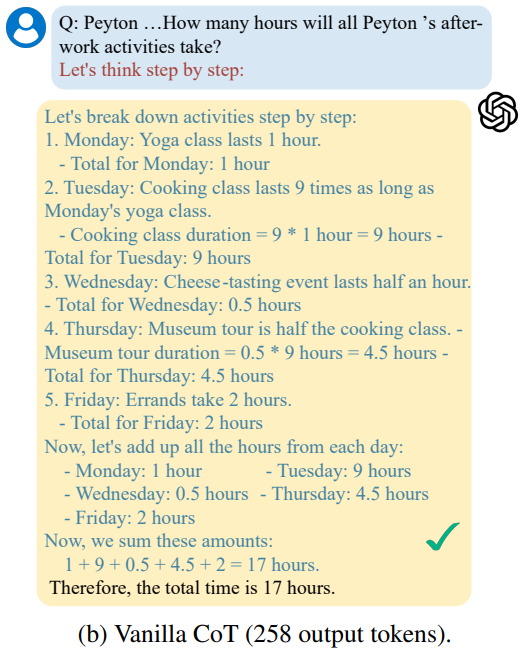 Q: Peyton ...How many hours will all Peyton 's after-
work activities take?
Let's think step by step:
Let's break down activities step by step:
1. Monday: Yoga class lasts 1 hour.
- Total for Monday: 1 hour
2. Tuesday: Cooking class lasts 9 times as long as
Monday's yoga class.
- Cooking class duration = 9 * 1 hour = 9 hours -
Total for Tuesday: 9 hours
3. Wednesday: Cheese-tasting event lasts half an hour.
- Total for Wednesday: 0.5 hours
4. Thursday: Museum tour is half the cooking class. -
Museum tour duration = 0.5 * 9 hours = 4.5 hours -
Total for Thursday: 4.5 hours
5. Friday: Errands take 2 hours.
- Total for Friday: 2 hours
Now, let's add up all the hours from each day:
- Monday: 1 hour - Tuesday: 9 hours
- Wednesday: 0.5 hours - Thursday: 4.5 hours
- Friday: 2 hours
Now, we sum these amounts:
1 + 9 + 0.5 + 4.5 + 2 = 17 hours.
Therefore, the total time is 17 hours.
(b) Vanilla CoT (258 output tokens).